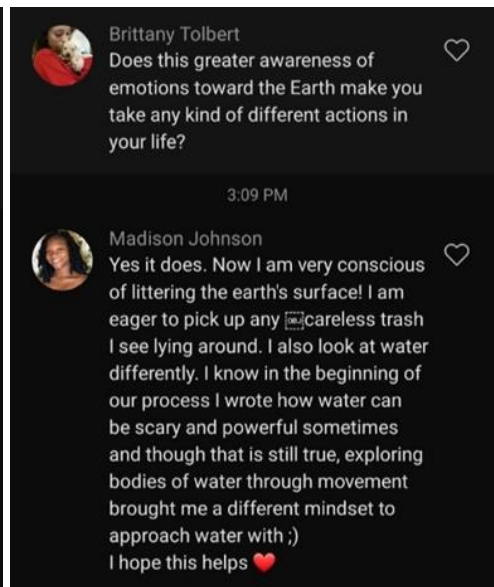 Brittany Tolbert
Does this greater awareness of
emotions toward the Earth make you
take any kind of different actions in
your life?
3:09 PM
Madison Johnson
Yes it does. Now I am very conscious
of littering the earth's surface! I am
eager to pick up any ￼careless trash
I see lying around. I also look at water
differently. I know in the beginning of
our process I wrote how water can
be scary and powerful sometimes
and though that is still true, exploring
bodies of water through movement
brought me a different mindset to
approach water with ;)
I hope this helps ❤️